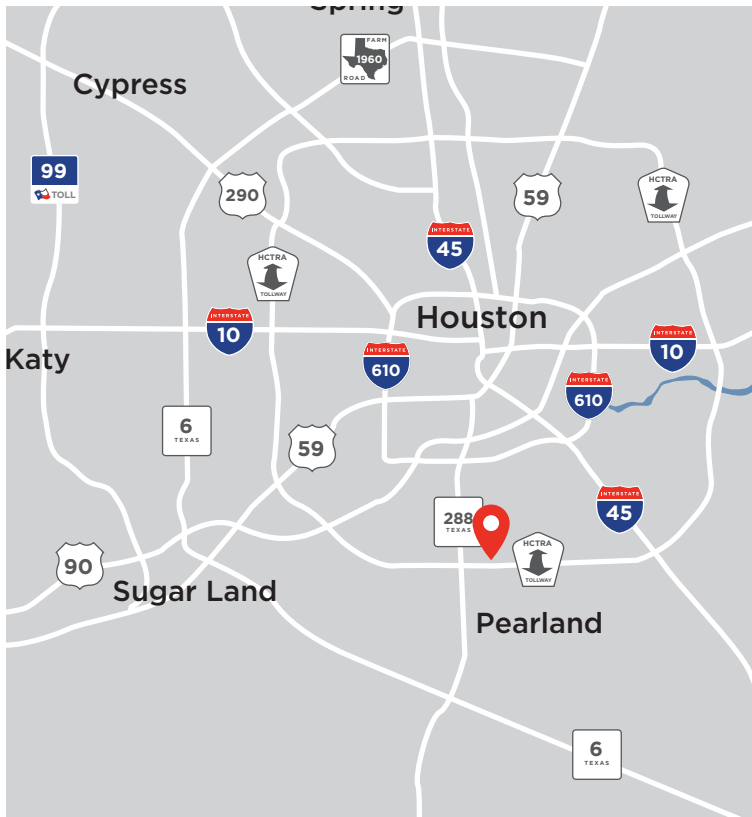 Spring
FARM
1960
ROAD
Cypress
99
TOLL
290
59
HCTRA
TOLLWAY
INTERSTATE
45
HCTRA
TOLLWAY
INTERSTATE
10
Houston
INTERSTATE
10
Katy
INTERSTATE
610
INTERSTATE
610
6
TEXAS
59
INTERSTATE
45
288
TEXAS
HCTRA
TOLLWAY
90
Sugar Land
Pearland
6
TEXAS